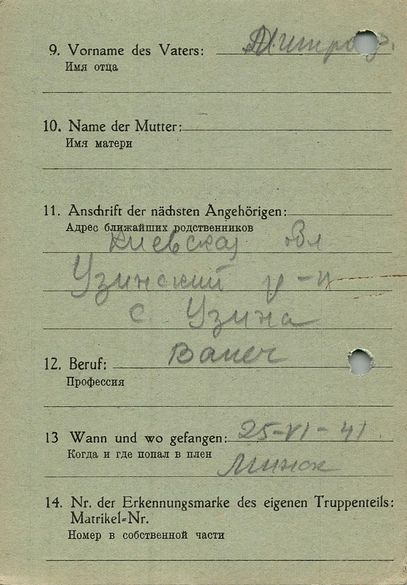 9. Vorname des Vaters:
Имя отца
10. Name der Mutter:
Имя матери
11. Anschrift der nächsten Angehörigen:
Адрес ближайших родственников
Киевская обл
Узинский р-н
с. Узина
12. Beruf:
Профессия
13 Wann und wo gefangen: 25-VI-41.
Когда и где попал в плен
Минск
14. Nr. der Erkennungsmarke des eigenen Truppenteils:
Matrikel-Nr.
Номер в собственной части